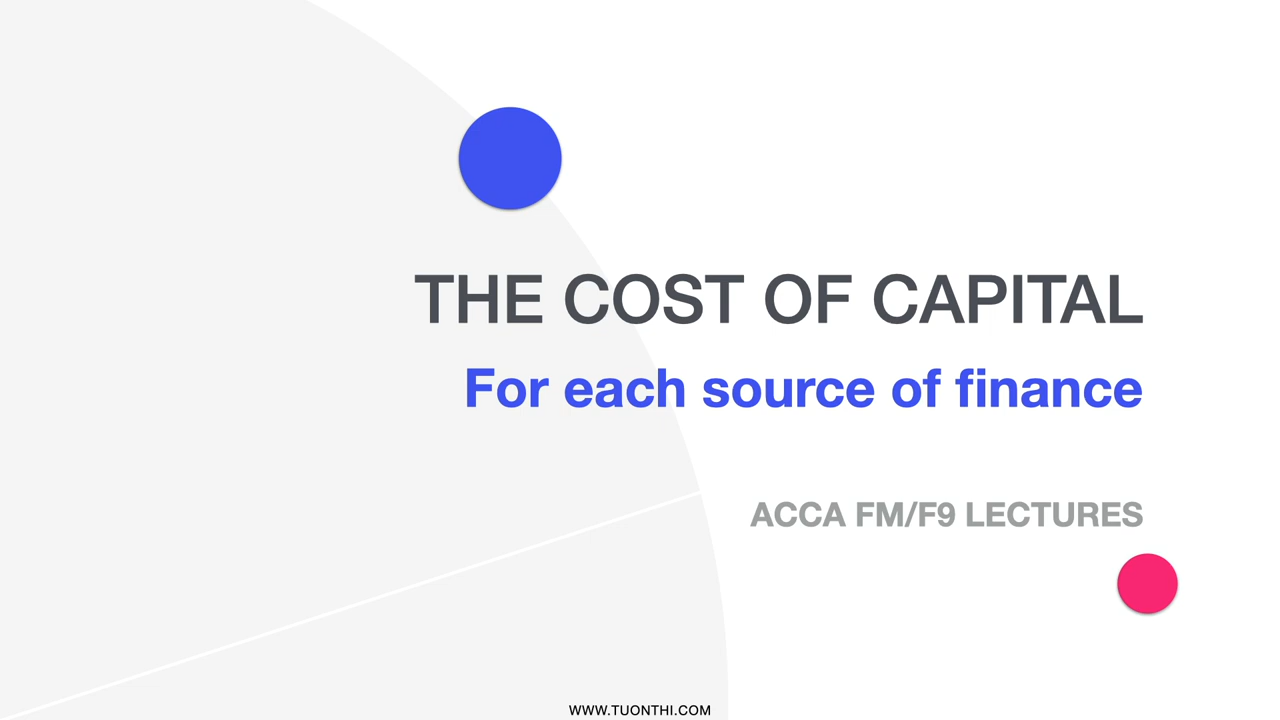 THE COST OF CAPITAL
For each source of finance
ACCA FM/F9 LECTURES
WWW.TUONTHI.COM